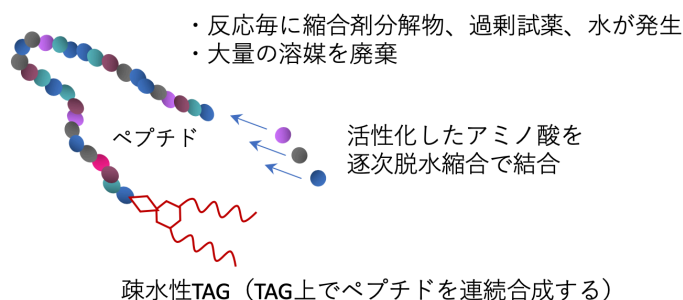 ・反応毎に縮合剤分解物、過剰試薬、水が発生
・大量の溶媒を廃棄
ペプチド
活性化したアミノ酸を
逐次脱水縮合で結合
疎水性TAG（TAG上でペプチドを連続合成する）